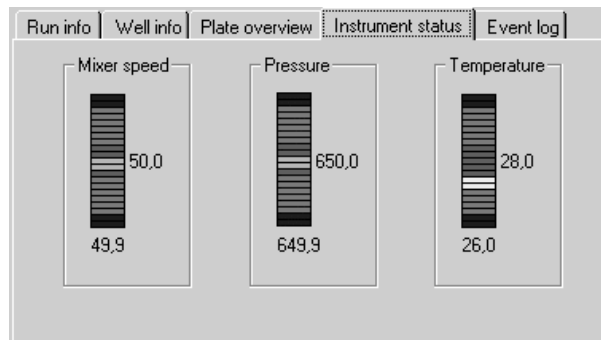 Run info Well info Plate overview Instrument status Event log
Mixer speed Pressure Temperature
50,0 650,0 28,0
49,9 649,9 26,0